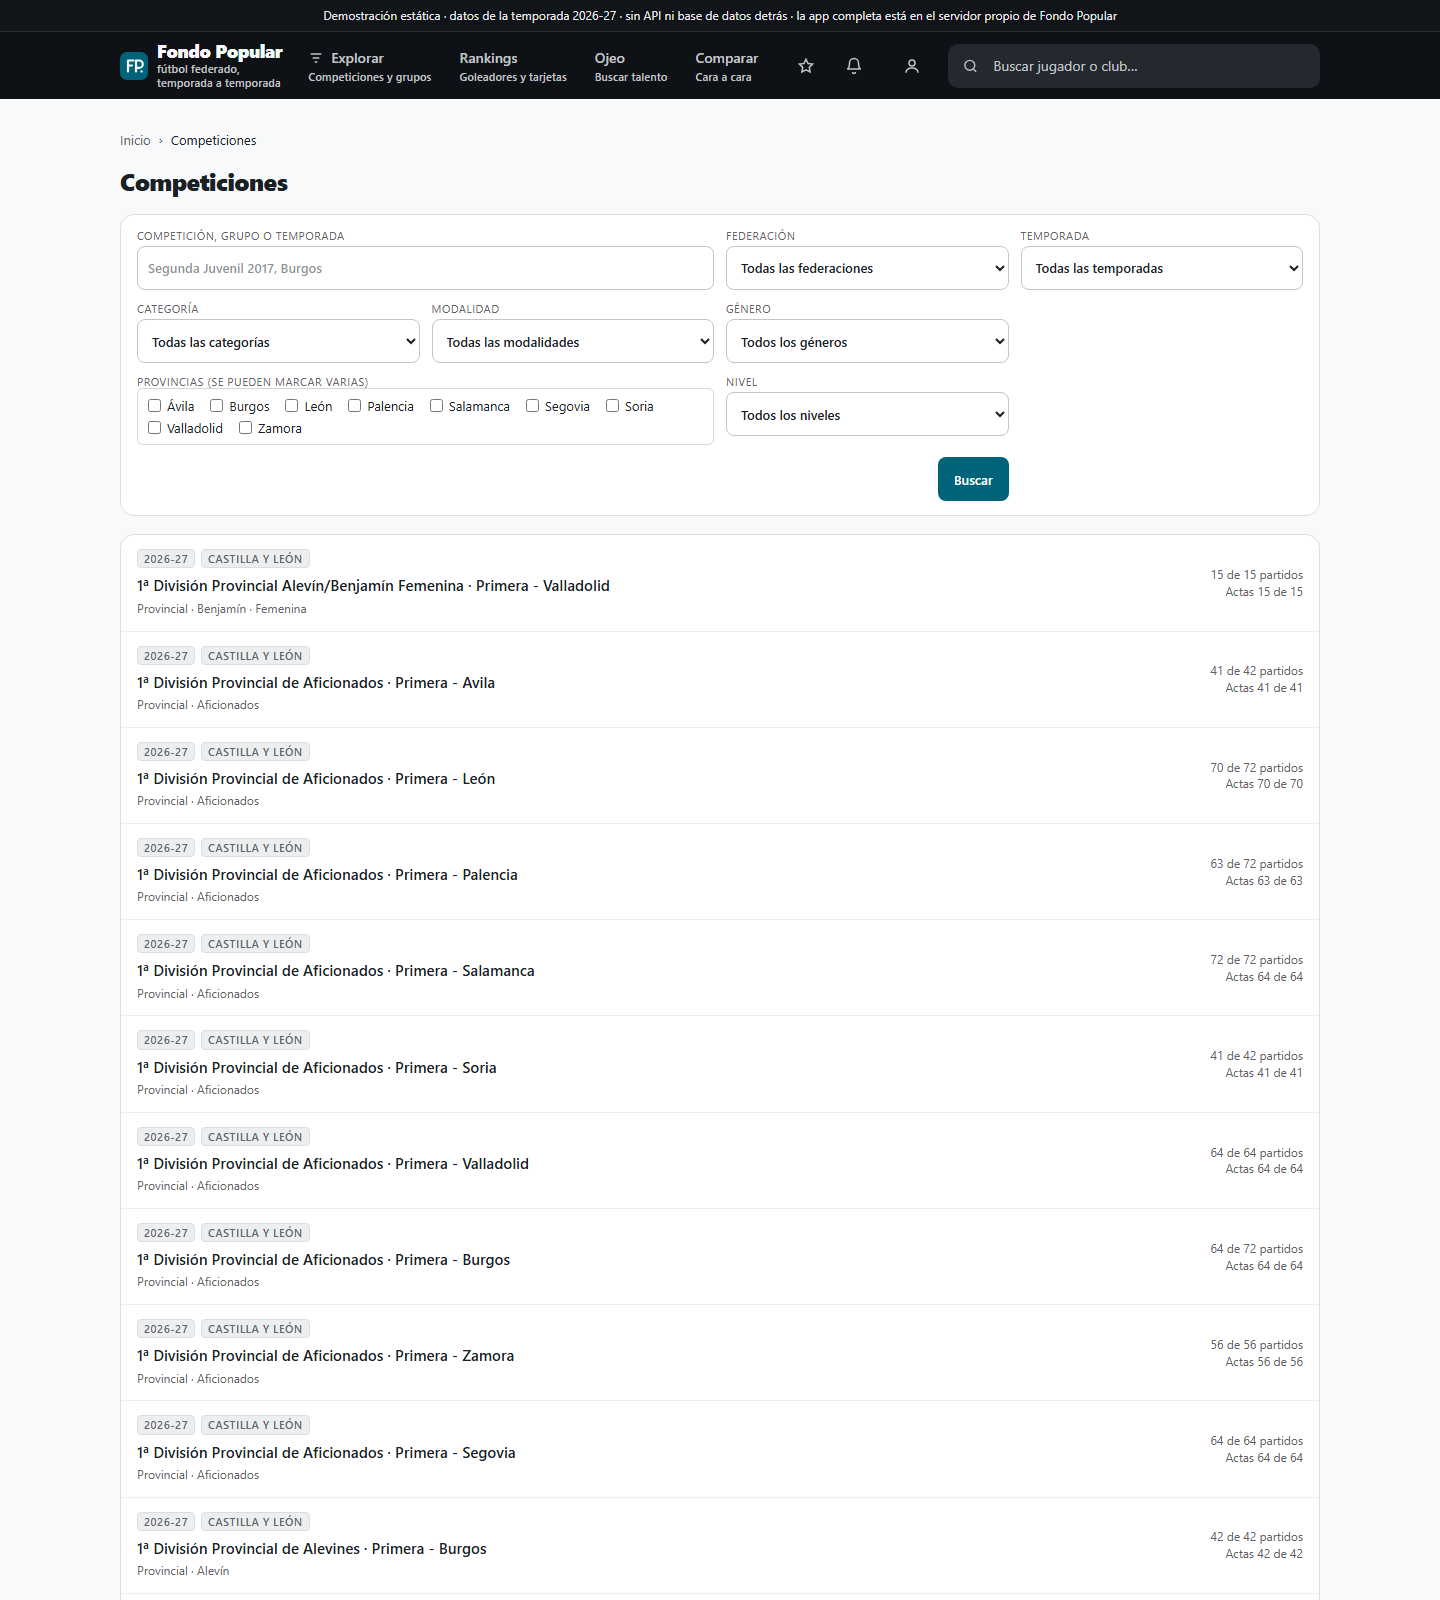 Demostración estática · datos de la temporada 2026-27 · sin API ni base de datos detrás · la app completa está en el servidor propio de Fondo Popular
FP.
Fondo Popular
fútbol federado,
temporada a temporada
Explorar
Competiciones y grupos
Rankings
Goleadores y tarjetas
Ojeo
Buscar talento
Comparar
Cara a cara
Buscar jugador o club...
Inicio › Competiciones
Competiciones
COMPETICIÓN, GRUPO O TEMPORADA
Segunda Juvenil 2017, Burgos
FEDERACIÓN
Todas las federaciones
TEMPORADA
Todas las temporadas
CATEGORÍA
Todas las categorías
MODALIDAD
Todas las modalidades
GÉNERO
Todos los géneros
PROVINCIAS (SE PUEDEN MARCAR VARIAS)
Ávila Burgos León Palencia Salamanca Segovia Soria
Valladolid Zamora
NIVEL
Todos los niveles
Buscar
2026-27 CASTILLA Y LEÓN
1ª División Provincial Alevín/Benjamín Femenina · Primera - Valladolid
Provincial · Benjamín · Femenina
15 de 15 partidos
Actas 15 de 15
2026-27 CASTILLA Y LEÓN
1ª División Provincial de Aficionados · Primera - Avila
Provincial · Aficionados
41 de 42 partidos
Actas 41 de 41
2026-27 CASTILLA Y LEÓN
1ª División Provincial de Aficionados · Primera - León
Provincial · Aficionados
70 de 72 partidos
Actas 70 de 70
2026-27 CASTILLA Y LEÓN
1ª División Provincial de Aficionados · Primera - Palencia
Provincial · Aficionados
63 de 72 partidos
Actas 63 de 63
2026-27 CASTILLA Y LEÓN
1ª División Provincial de Aficionados · Primera - Salamanca
Provincial · Aficionados
72 de 72 partidos
Actas 64 de 64
2026-27 CASTILLA Y LEÓN
1ª División Provincial de Aficionados · Primera - Soria
Provincial · Aficionados
41 de 42 partidos
Actas 41 de 41
2026-27 CASTILLA Y LEÓN
1ª División Provincial de Aficionados · Primera - Valladolid
Provincial · Aficionados
64 de 64 partidos
Actas 64 de 64
2026-27 CASTILLA Y LEÓN
1ª División Provincial de Aficionados · Primera - Burgos
Provincial · Aficionados
64 de 72 partidos
Actas 64 de 64
2026-27 CASTILLA Y LEÓN
1ª División Provincial de Aficionados · Primera - Zamora
Provincial · Aficionados
56 de 56 partidos
Actas 56 de 56
2026-27 CASTILLA Y LEÓN
1ª División Provincial de Aficionados · Primera - Segovia
Provincial · Aficionados
64 de 64 partidos
Actas 64 de 64
2026-27 CASTILLA Y LEÓN
1ª División Provincial de Alevines · Primera - Burgos
Provincial · Alevín
42 de 42 partidos
Actas 42 de 42